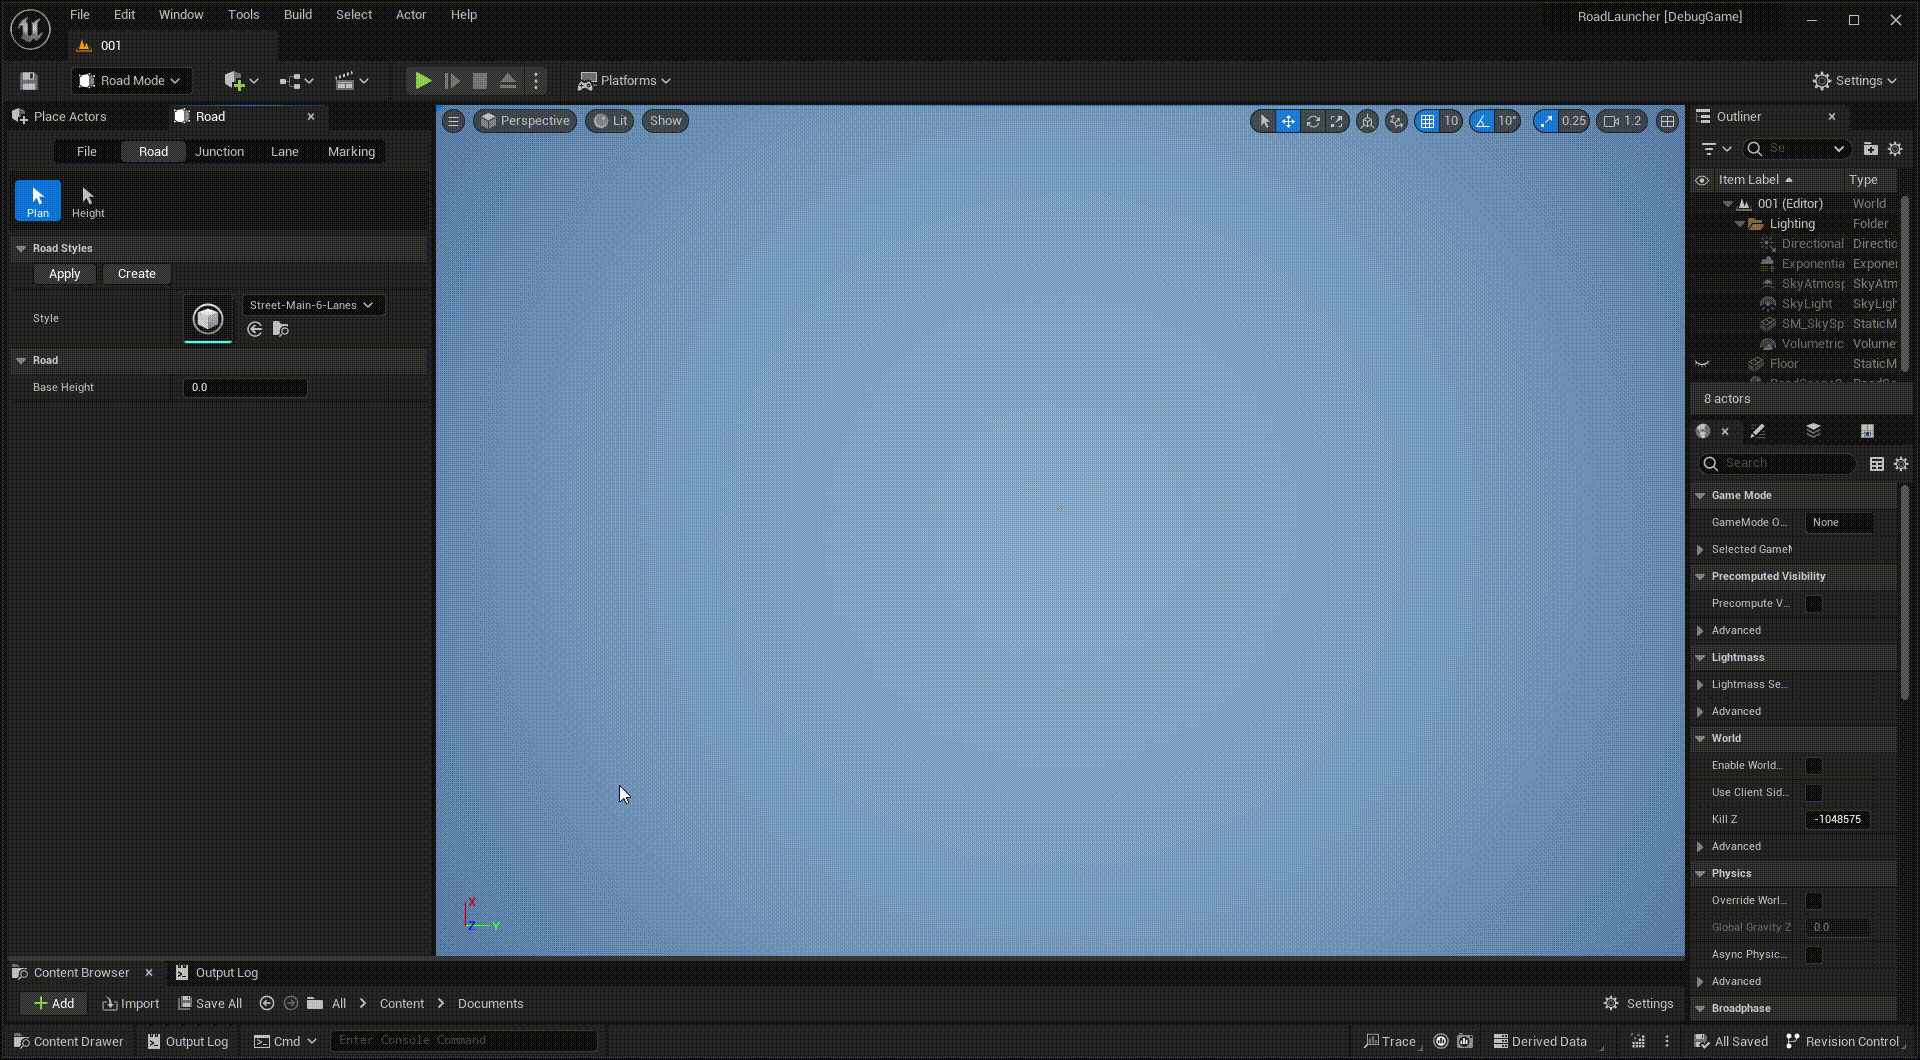 File Edit Window Tools Build Select Actor Help
RoadLauncher [DebugGame]
001
Road Mode
Platforms
Settings
Place Actors
Road
File Road Junction Lane Marking
Plan Height
Road Styles
Apply Create
Style
Street-Main-6-Lanes
Road
Base Height 0.0
Perspective Lit Show
10 10° 0.25 1.2
X
Z Y
Outliner
Se
Item Label Type
001 (Editor) World
Lighting Folder
Directional Directic
Exponentia Exponer
SkyAtmosp SkyAtm
SkyLight SkyLigh
SM_SkySp StaticM
Volumetric Volume
Floor StaticM
8 actors
Search
Game Mode
GameMode O... None
Selected GameM
Precomputed Visibility
Precompute V...
Advanced
Lightmass
Lightmass Se...
Advanced
World
Enable World...
Use Client Sid...
Kill Z -1048575
Advanced
Physics
Override Worl...
Global Gravity Z 0.0
Async Physic...
Advanced
Broadphase
Content Browser Output Log
Add Import Save All All Content Documents Settings
Content Drawer Output Log Cmd Enter Console Command Trace Derived Data All Saved Revision Control